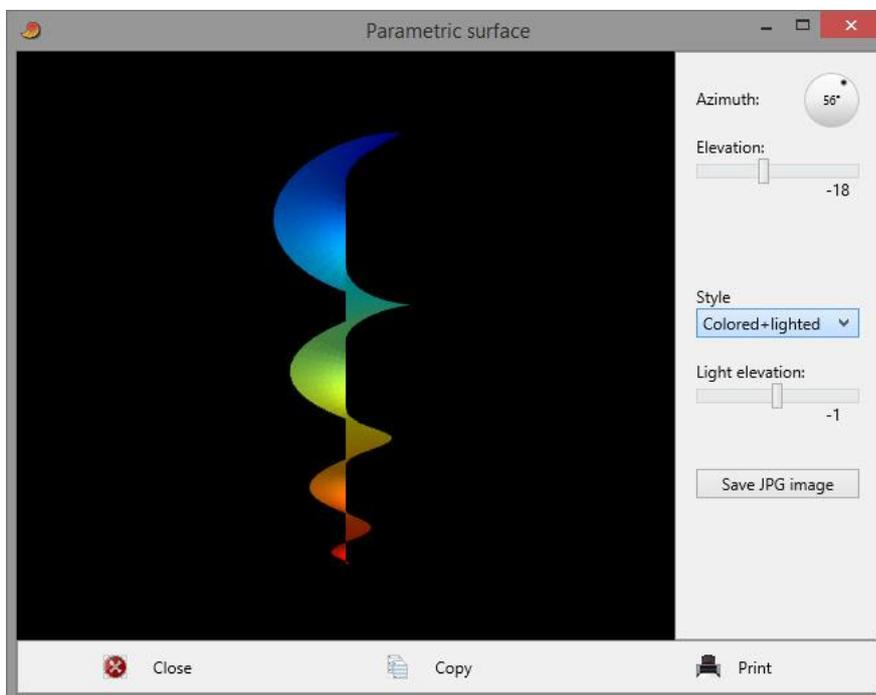 Parametric surface
Azimuth:
56°
Elevation:
-18
Style
Colored+lighted
Light elevation:
-1
Save JPG image
Close
Copy
Print